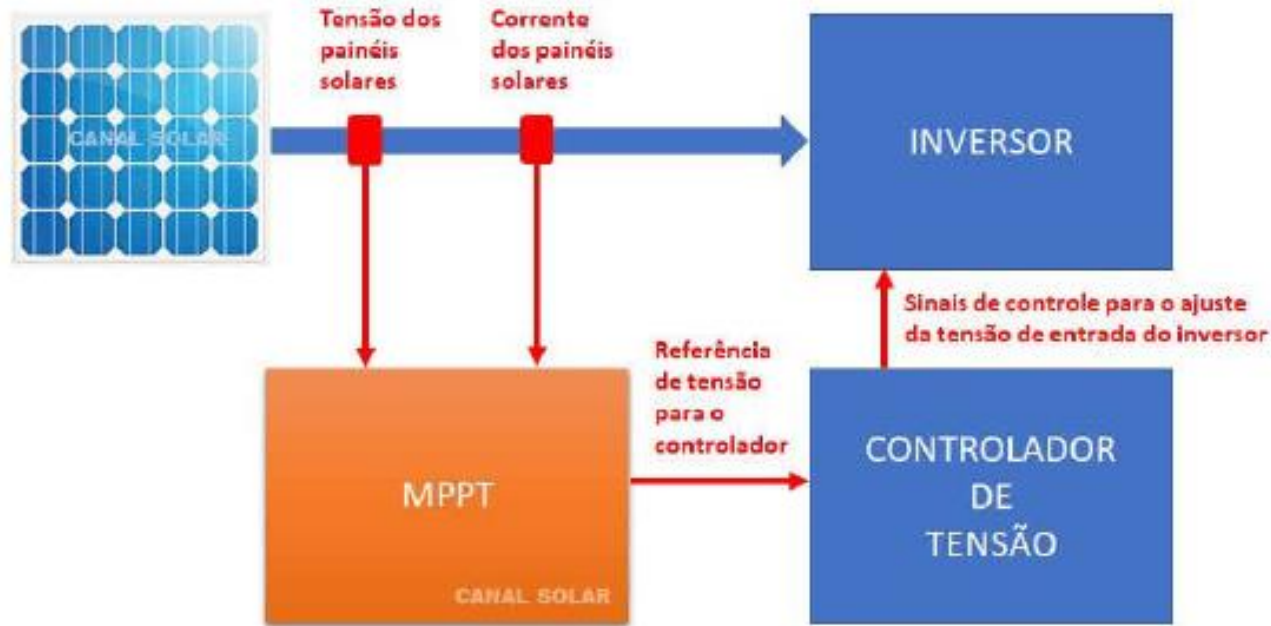 Tensão dos
painéis
solares
Corrente
dos painéis
solares
CANAL SOLAR
INVERSOR
Sinais de controle para o ajuste
da tensão de entrada do inversor
Referência
de tensão
para o
controlador
MPPT
CANAL SOLAR
CONTROLADOR
DE
TENSÃO